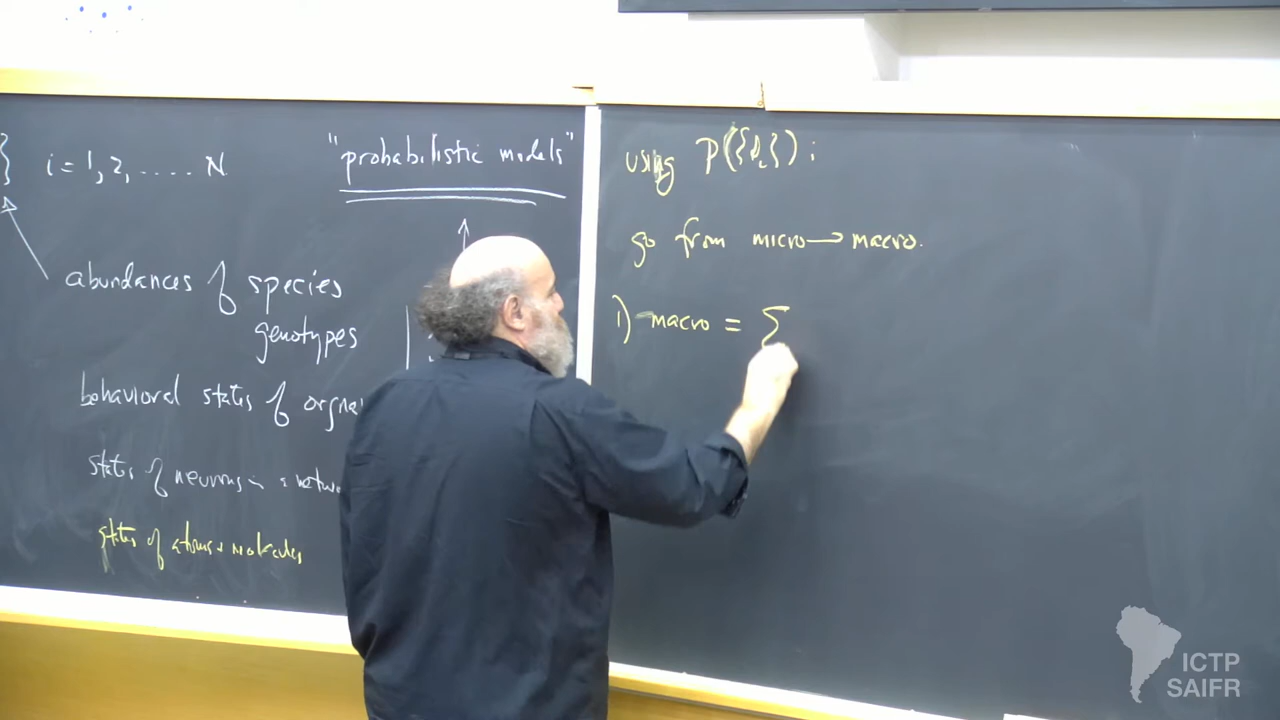 } i = 1, 2, ..... N
"probabilistic models"
abundances of species
genotypes
behavioral states of
states of neurons in a
states of atoms + molecules
using P({ }) :
go from micro → macro.
1) macro = Σ
ICTP
SAIFR